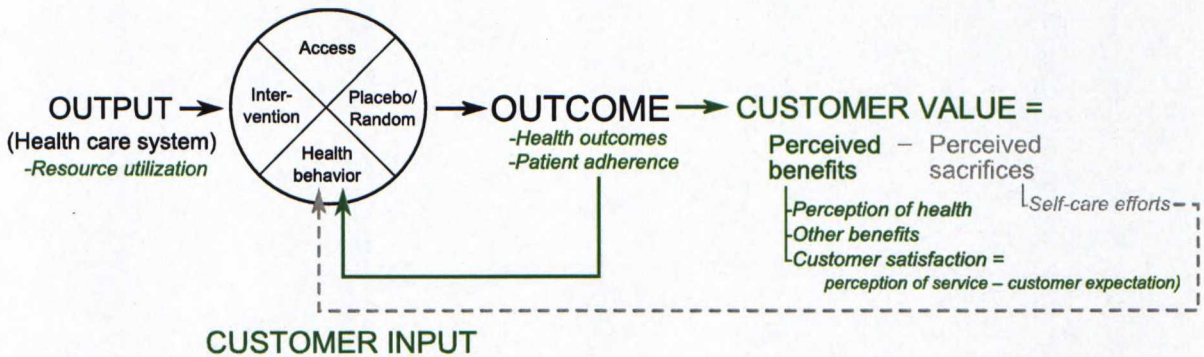 OUTPUT
(Health care system)
-Resource utilization
Access
Inter-
vention
Placebo/
Random
Health
behavior
OUTCOME
-Health outcomes
-Patient adherence
CUSTOMER VALUE =
Perceived
benefits
– Perceived
sacrifices
-Perception of health
-Other benefits
-Customer satisfaction =
perception of service – customer expectation)
-Self-care efforts
CUSTOMER INPUT